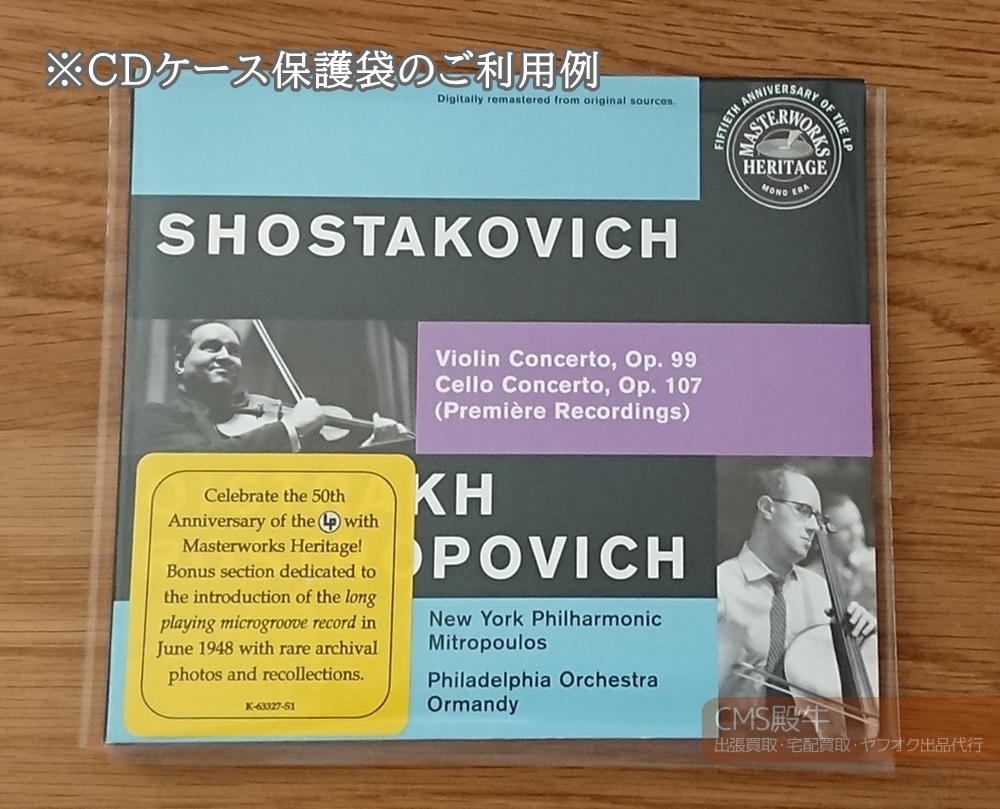 ※CDケース保護袋のご利用例
Digitally remastered from original sources.
FIFTIETH ANNIVERSARY OF THE LP
MASTERWORKS
HERITAGE
MONO ERA
SHOSTAKOVICH
Violin Concerto, Op. 99
Cello Concerto, Op. 107
(Première Recordings)
KH
OPOVICH
Celebrate the 50th
Anniversary of the Lp with
Masterworks Heritage!
Bonus section dedicated to
the introduction of the long
playing microgroove record in
June 1948 with rare archival
photos and recollections.
K-63327-S1
New York Philharmonic
Mitropoulos
Philadelphia Orchestra
Ormandy
CMS殿牛
出張買取・宅配買取・ヤフオク出品代行